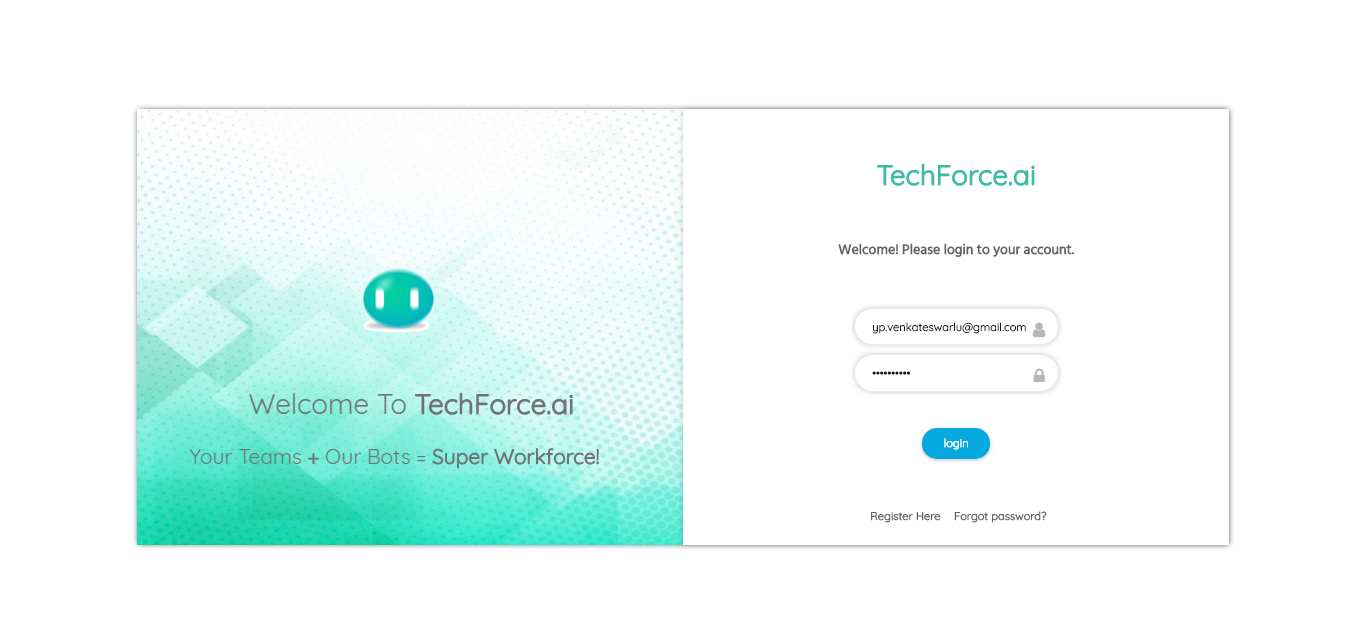 Welcome To TechForce.ai
Your Teams + Our Bots = Super Workforce!
TechForce.ai
Welcome! Please login to your account.
yp.venkateswarlu@gmail.com
••••••••••
login
Register Here Forgot password?